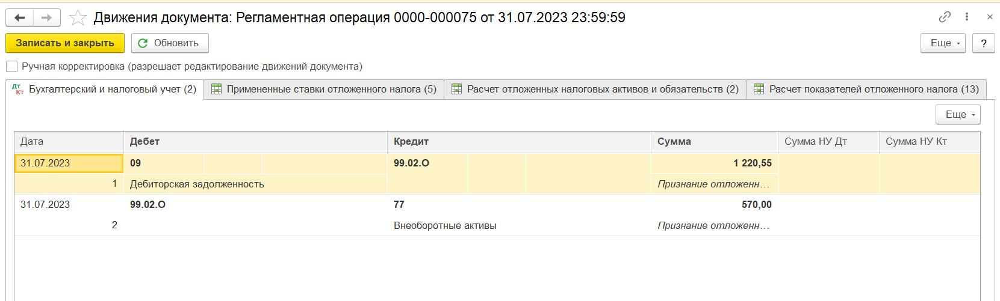 Движения документа: Регламентная операция 0000-000075 от 31.07.2023 23:59:59
Записать и закрыть Обновить Еще ?
Ручная корректировка (разрешает редактирование движений документа)
Дт Кт Бухгалтерский и налоговый учет (2) Примененные ставки отложенного налога (5) Расчет отложенных налоговых активов и обязательств (2) Расчет показателей отложенного налога (13)
Еще
Дата Дебет Кредит Сумма Сумма НУ Дт Сумма НУ Кт
31.07.2023 09 99.02.О 1 220,55
1 Дебиторская задолженность Признание отложенн...
31.07.2023 99.02.О 77 570,00
2 Внеоборотные активы Признание отложенн...